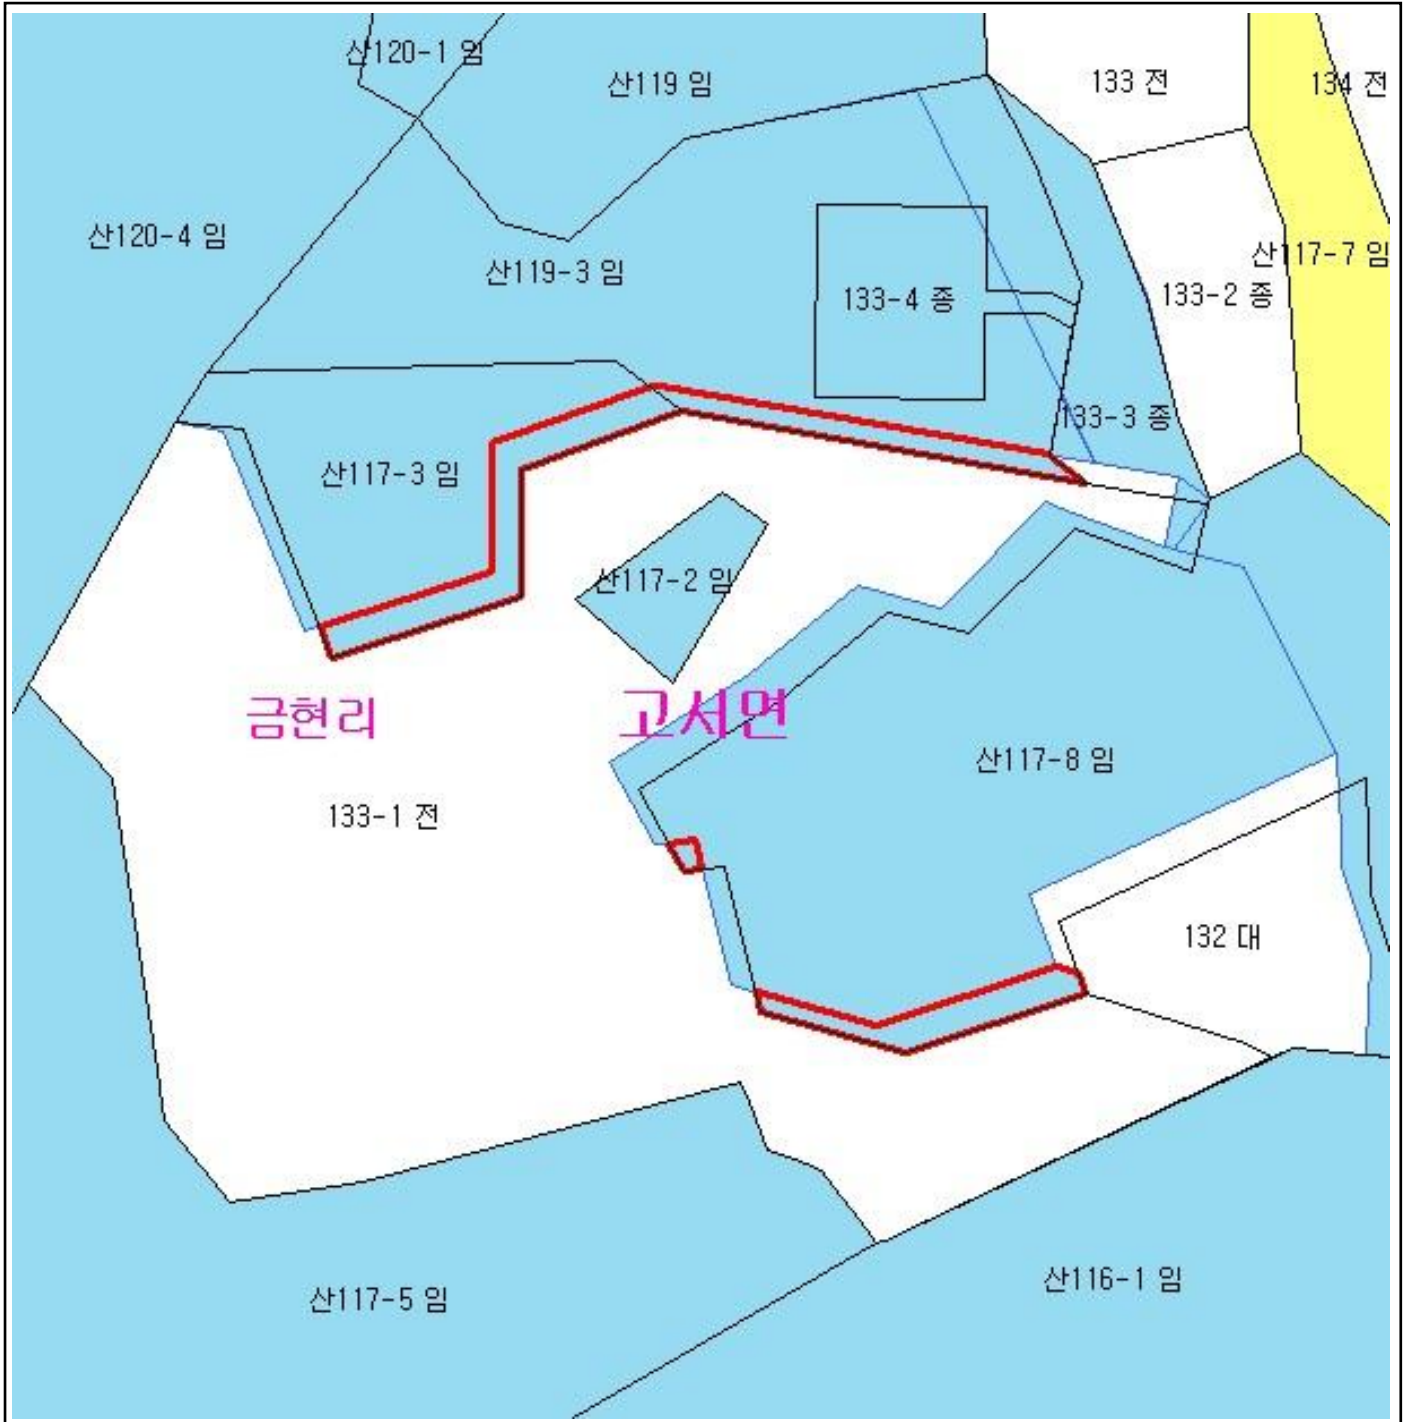 산120-1 임
산119 임
133 전
134 전
산120-4 임
산119-3 임
133-4 종
133-2 종
산117-7 임
산117-3 임
133-3 종
산117-2 임
금현리
고서면
산117-8 임
133-1 전
132 대
산117-5 임
산116-1 임